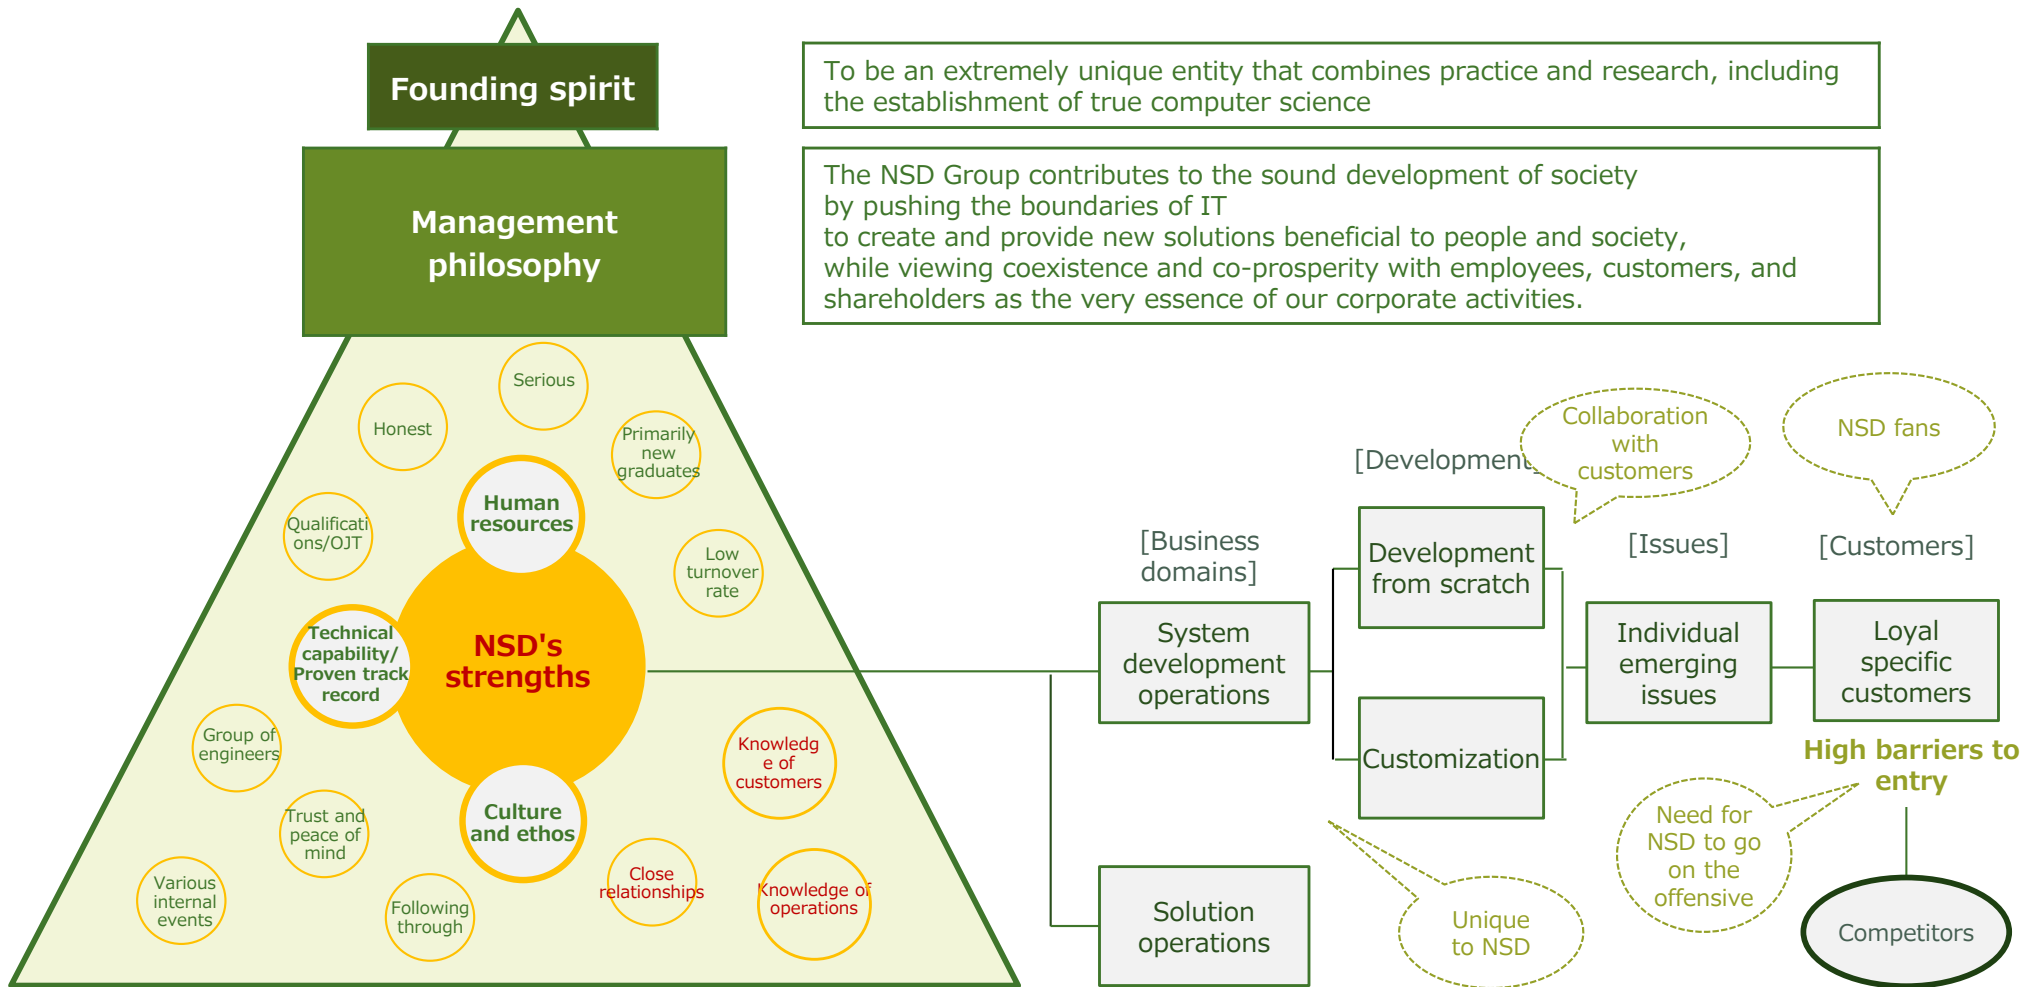 Founding spirit
To be an extremely unique entity that combines practice and research, including
the establishment of true computer science
Management
philosophy
The NSD Group contributes to the sound development of society
by pushing the boundaries of IT
to create and provide new solutions beneficial to people and society,
while viewing coexistence and co-prosperity with employees, customers, and
shareholders as the very essence of our corporate activities.
Serious
Honest
Primarily
new
graduates
Human
resources
Qualificati
ons/OJT
Low
turnover
rate
Technical
capability/
Proven track
record
NSD's
strengths
Group of
engineers
Knowledg
e of
customers
Trust and
peace of
mind
Culture
and ethos
Various
internal
events
Following
through
Close
relationships
Knowledge of
operations
[Business
domains]
System
development
operations
Solution
operations
[Development]
Collaboration
with
customers
Development
from scratch
Customization
Unique
to NSD
[Issues]
Individual
emerging
issues
NSD fans
[Customers]
Loyal
specific
customers
High barriers to
entry
Need for
NSD to go
on the
offensive
Competitors